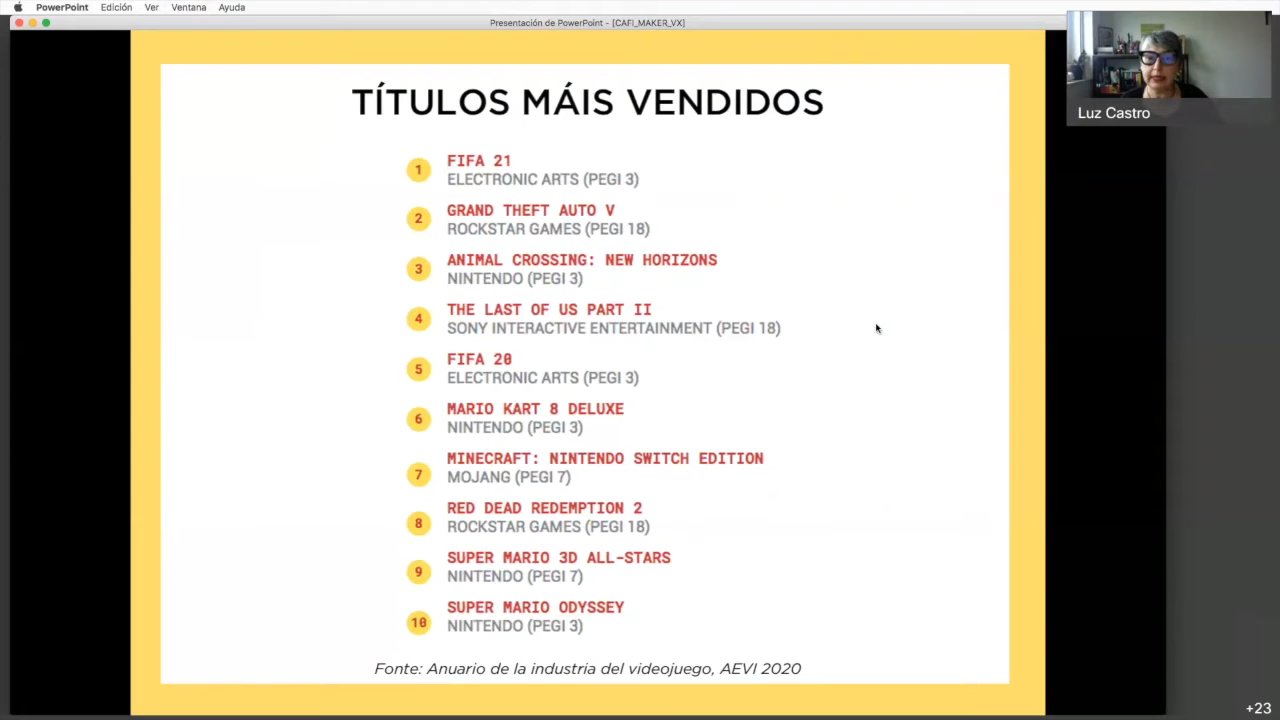 PowerPoint Edición Ver Ventana Ayuda
Presentación de PowerPoint - [CAFI_MAKER_VX]
Luz Castro
TÍTULOS MÁIS VENDIDOS
1 FIFA 21
ELECTRONIC ARTS (PEGI 3)
2 GRAND THEFT AUTO V
ROCKSTAR GAMES (PEGI 18)
3 ANIMAL CROSSING: NEW HORIZONS
NINTENDO (PEGI 3)
4 THE LAST OF US PART II
SONY INTERACTIVE ENTERTAINMENT (PEGI 18)
5 FIFA 20
ELECTRONIC ARTS (PEGI 3)
6 MARIO KART 8 DELUXE
NINTENDO (PEGI 3)
7 MINECRAFT: NINTENDO SWITCH EDITION
MOJANG (PEGI 7)
8 RED DEAD REDEMPTION 2
ROCKSTAR GAMES (PEGI 18)
9 SUPER MARIO 3D ALL-STARS
NINTENDO (PEGI 7)
10 SUPER MARIO ODYSSEY
NINTENDO (PEGI 3)
Fonte: Anuario de la industria del videojuego, AEVI 2020
+23